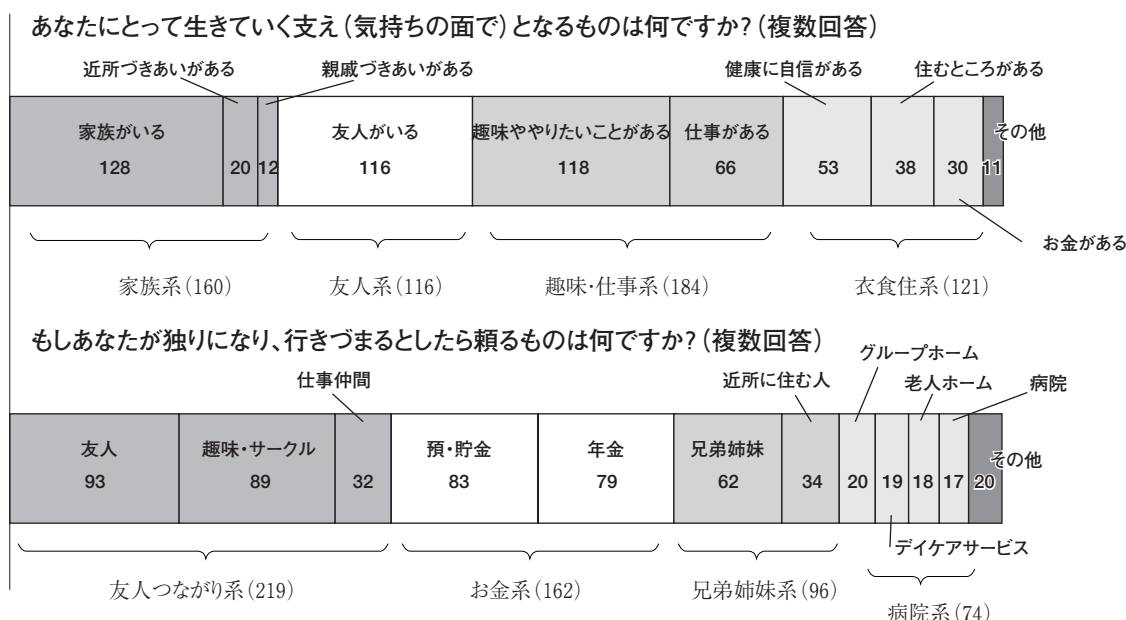 あなたにとって生きていく支え(気持ちの面で)となるものは何ですか?(複数回答)
近所づきあいがある 親戚づきあいがある 健康に自信がある 住むところがある
家族がいる 友人がいる 趣味ややりたいことがある 仕事がある その他
128 20 12 116 118 66 53 38 30 11
お金がある
家族系(160) 友人系(116) 趣味・仕事系(184) 衣食住系(121)
もしあなたが独りになり、行きづまるとしたら頼るものは何ですか?(複数回答)
グループホーム
仕事仲間 近所に住む人 老人ホーム 病院
友人 趣味・サークル 預・貯金 年金 兄弟姉妹 その他
93 89 32 83 79 62 34 20 19 18 17 20
デイケアサービス
友人つながり系(219) お金系(162) 兄弟姉妹系(96)
病院系(74)